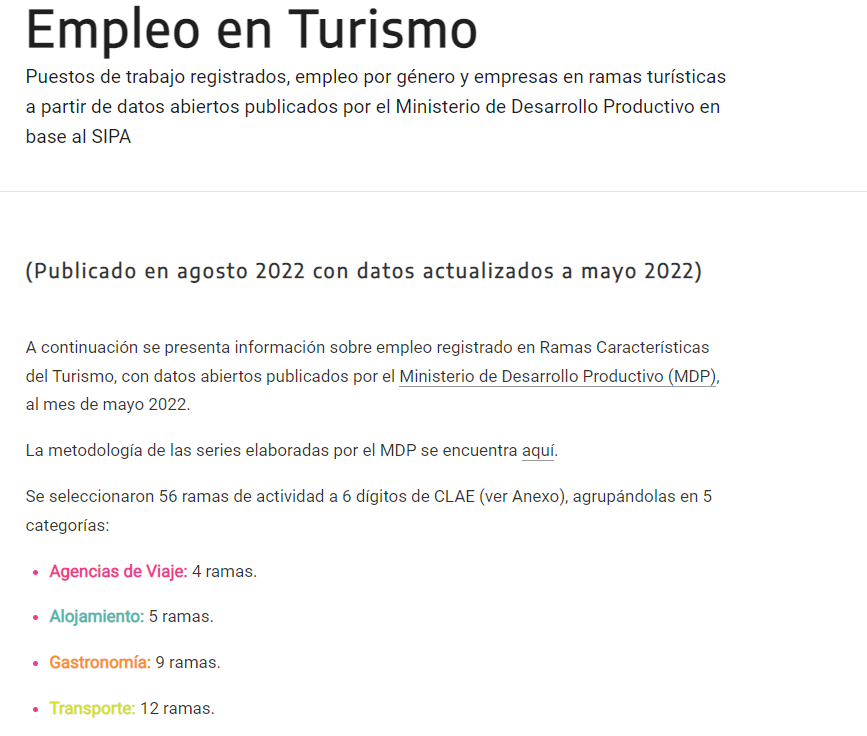 Empleo en Turismo
Puestos de trabajo registrados, empleo por género y empresas en ramas turísticas
a partir de datos abiertos publicados por el Ministerio de Desarrollo Productivo en
base al SIPA
(Publicado en agosto 2022 con datos actualizados a mayo 2022)
A continuación se presenta información sobre empleo registrado en Ramas Características
del Turismo, con datos abiertos publicados por el Ministerio de Desarrollo Productivo (MDP),
al mes de mayo 2022.
La metodología de las series elaboradas por el MDP se encuentra aquí.
Se seleccionaron 56 ramas de actividad a 6 dígitos de CLAE (ver Anexo), agrupándolas en 5
categorías:
• Agencias de Viaje: 4 ramas.
• Alojamiento: 5 ramas.
• Gastronomía: 9 ramas.
• Transporte: 12 ramas.